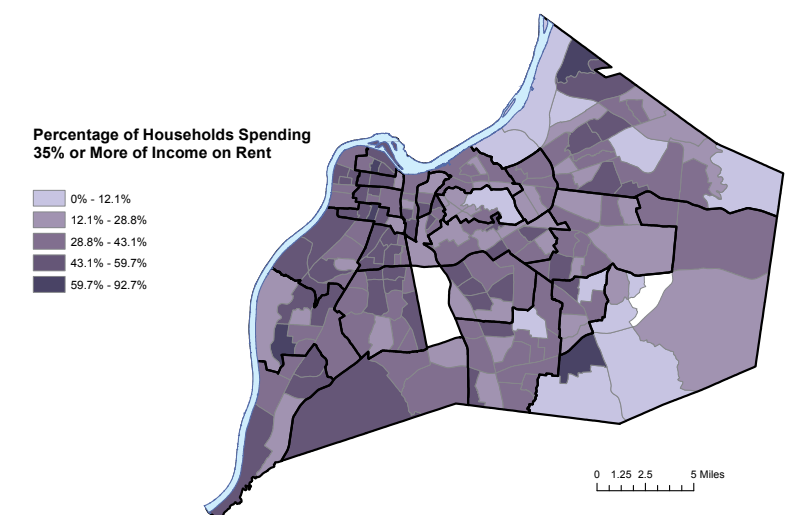 Percentage of Households Spending
35% or More of Income on Rent
0% - 12.1%
12.1% - 28.8%
28.8% - 43.1%
43.1% - 59.7%
59.7% - 92.7%
0 1.25 2.5 5 Miles